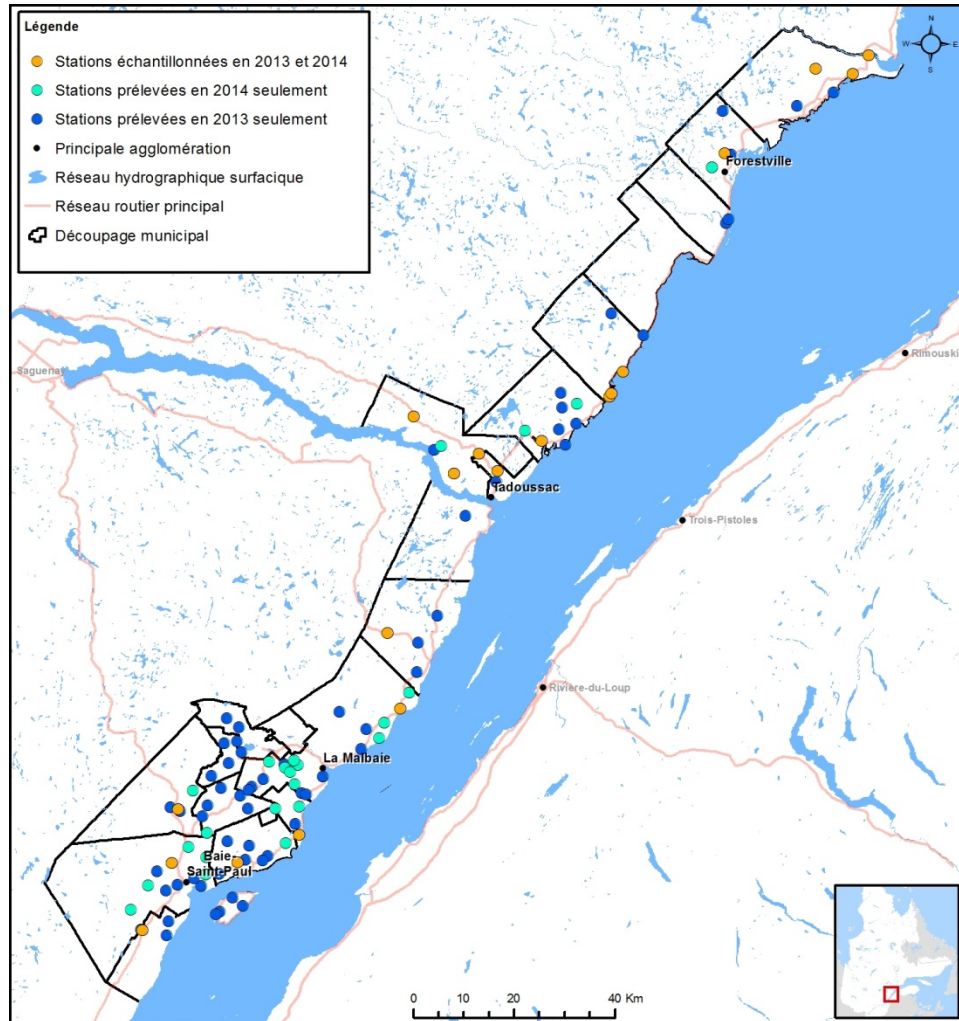 Légende
Stations échantillonnées en 2013 et 2014
Stations prélevées en 2014 seulement
Stations prélevées en 2013 seulement
Principale agglomération
Réseau hydrographique surfacique
Réseau routier principal
Découpage municipal
N
W
E
S
Forestville
Rimouski
Saguenay
Tadoussac
Trois-Pistoles
Rivière-du-Loup
La Malbaie
Baie-
Saint-Paul
0 10 20 40 Km